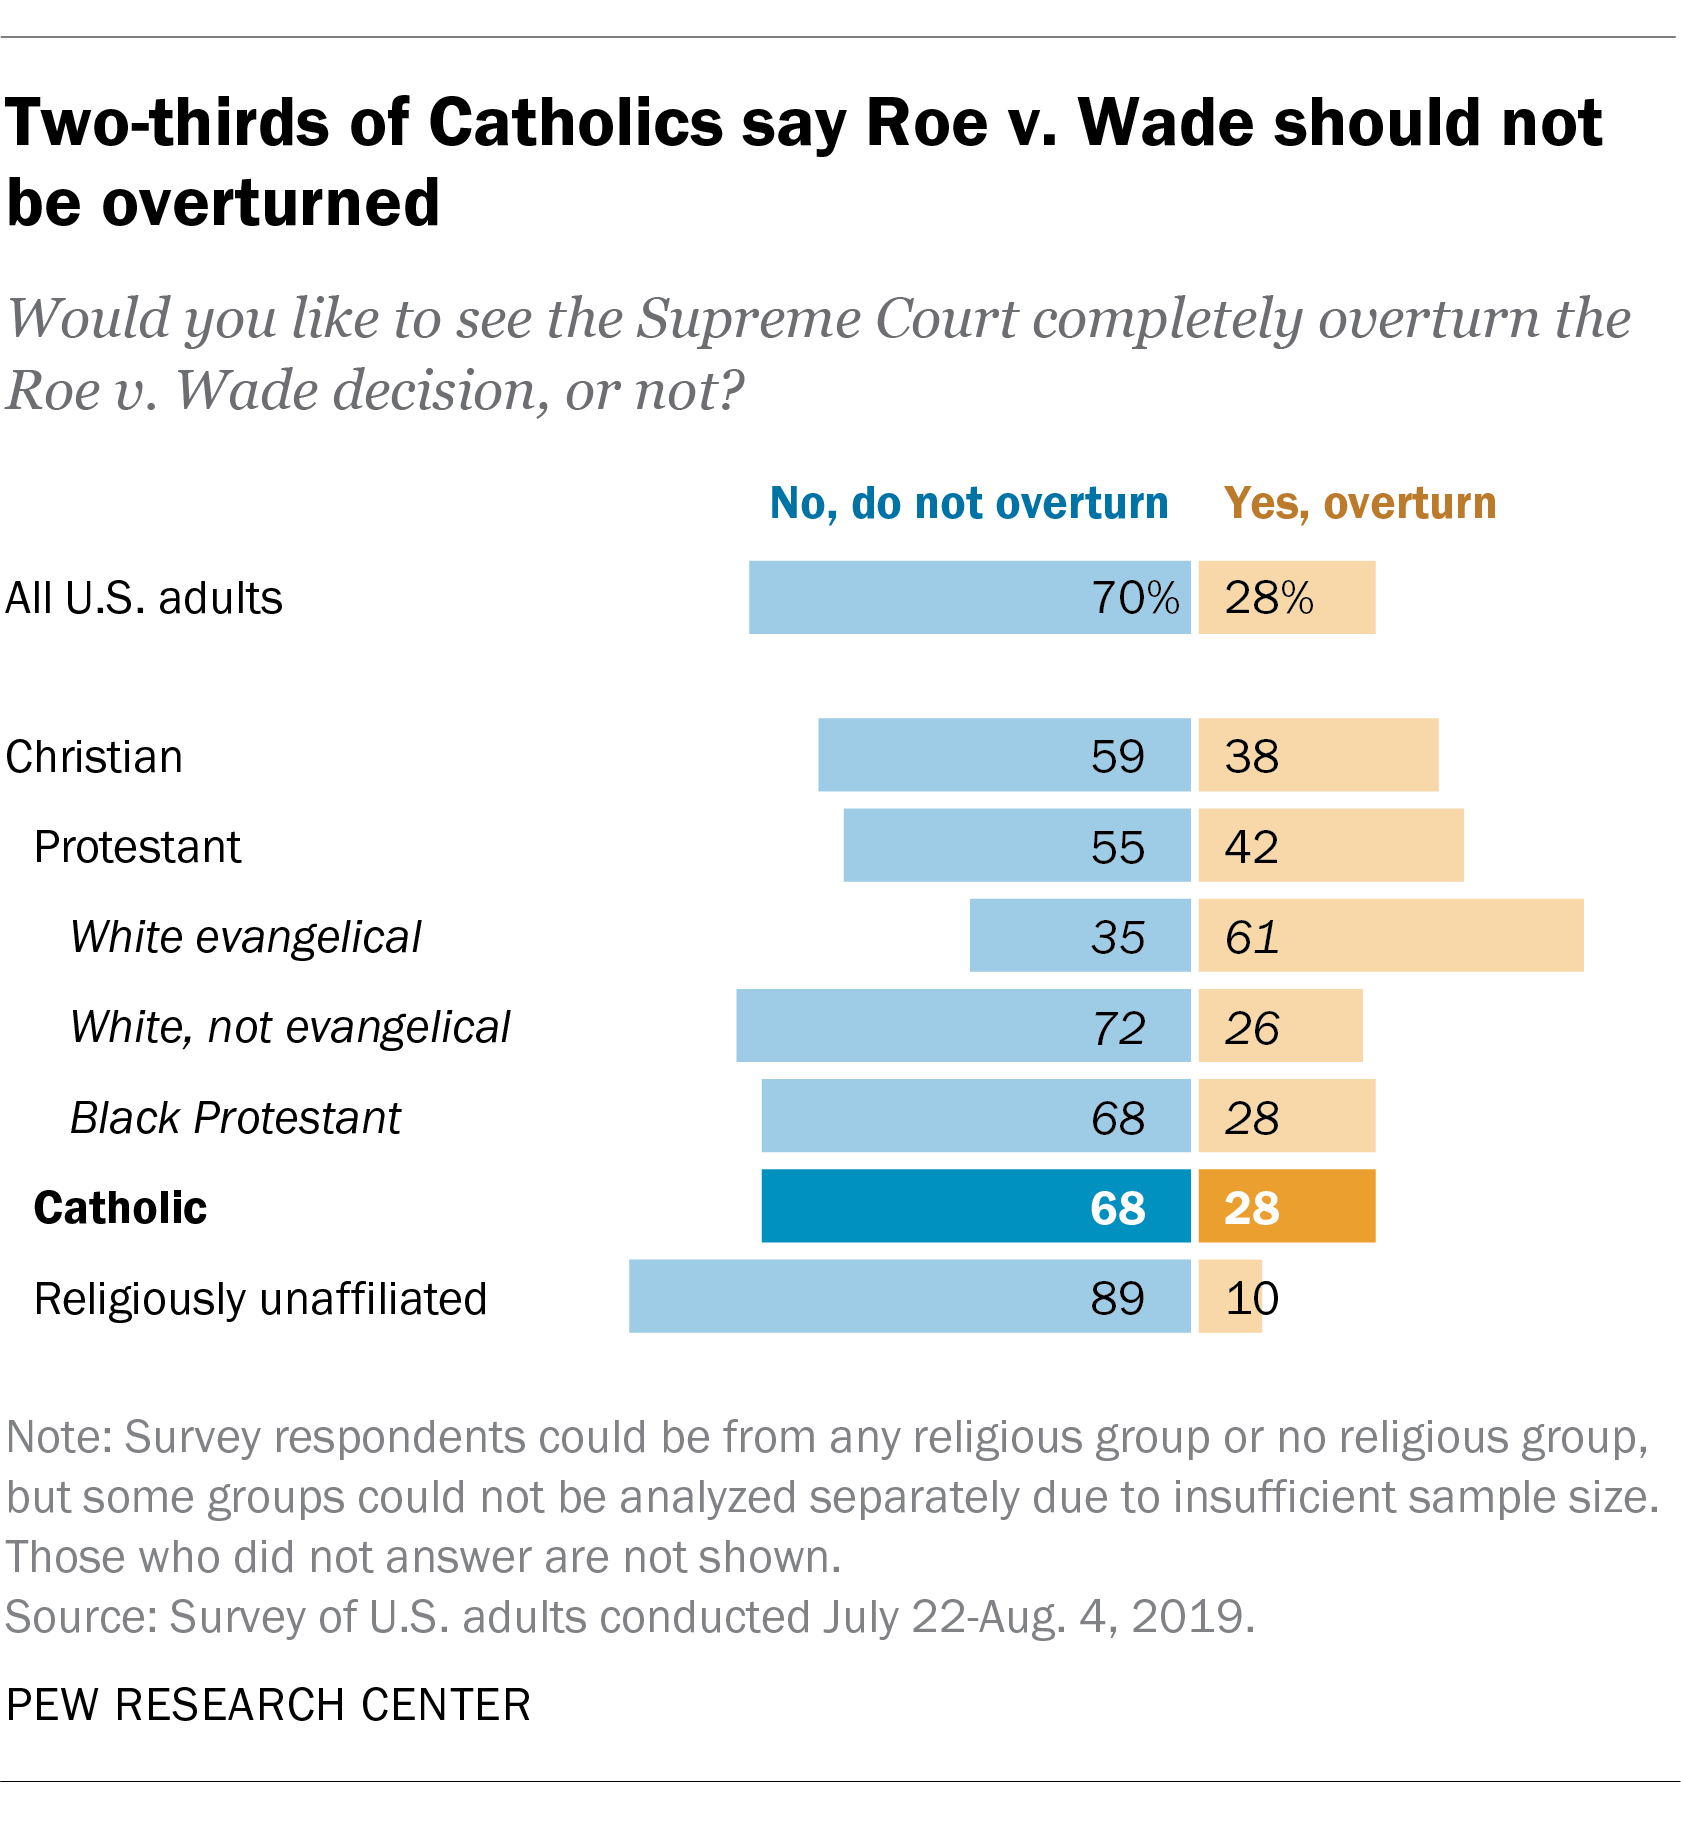 Two-thirds of Catholics say Roe v. Wade should not
be overturned
Would you like to see the Supreme Court completely overturn the
Roe v. Wade decision, or not?
No, do not overturn Yes, overturn
All U.S. adults 70% 28%
Christian 59 38
Protestant 55 42
White evangelical 35 61
White, not evangelical 72 26
Black Protestant 68 28
Catholic 68 28
Religiously unaffiliated 89 10
Note: Survey respondents could be from any religious group or no religious group,
but some groups could not be analyzed separately due to insufficient sample size.
Those who did not answer are not shown.
Source: Survey of U.S. adults conducted July 22-Aug. 4, 2019.
PEW RESEARCH CENTER